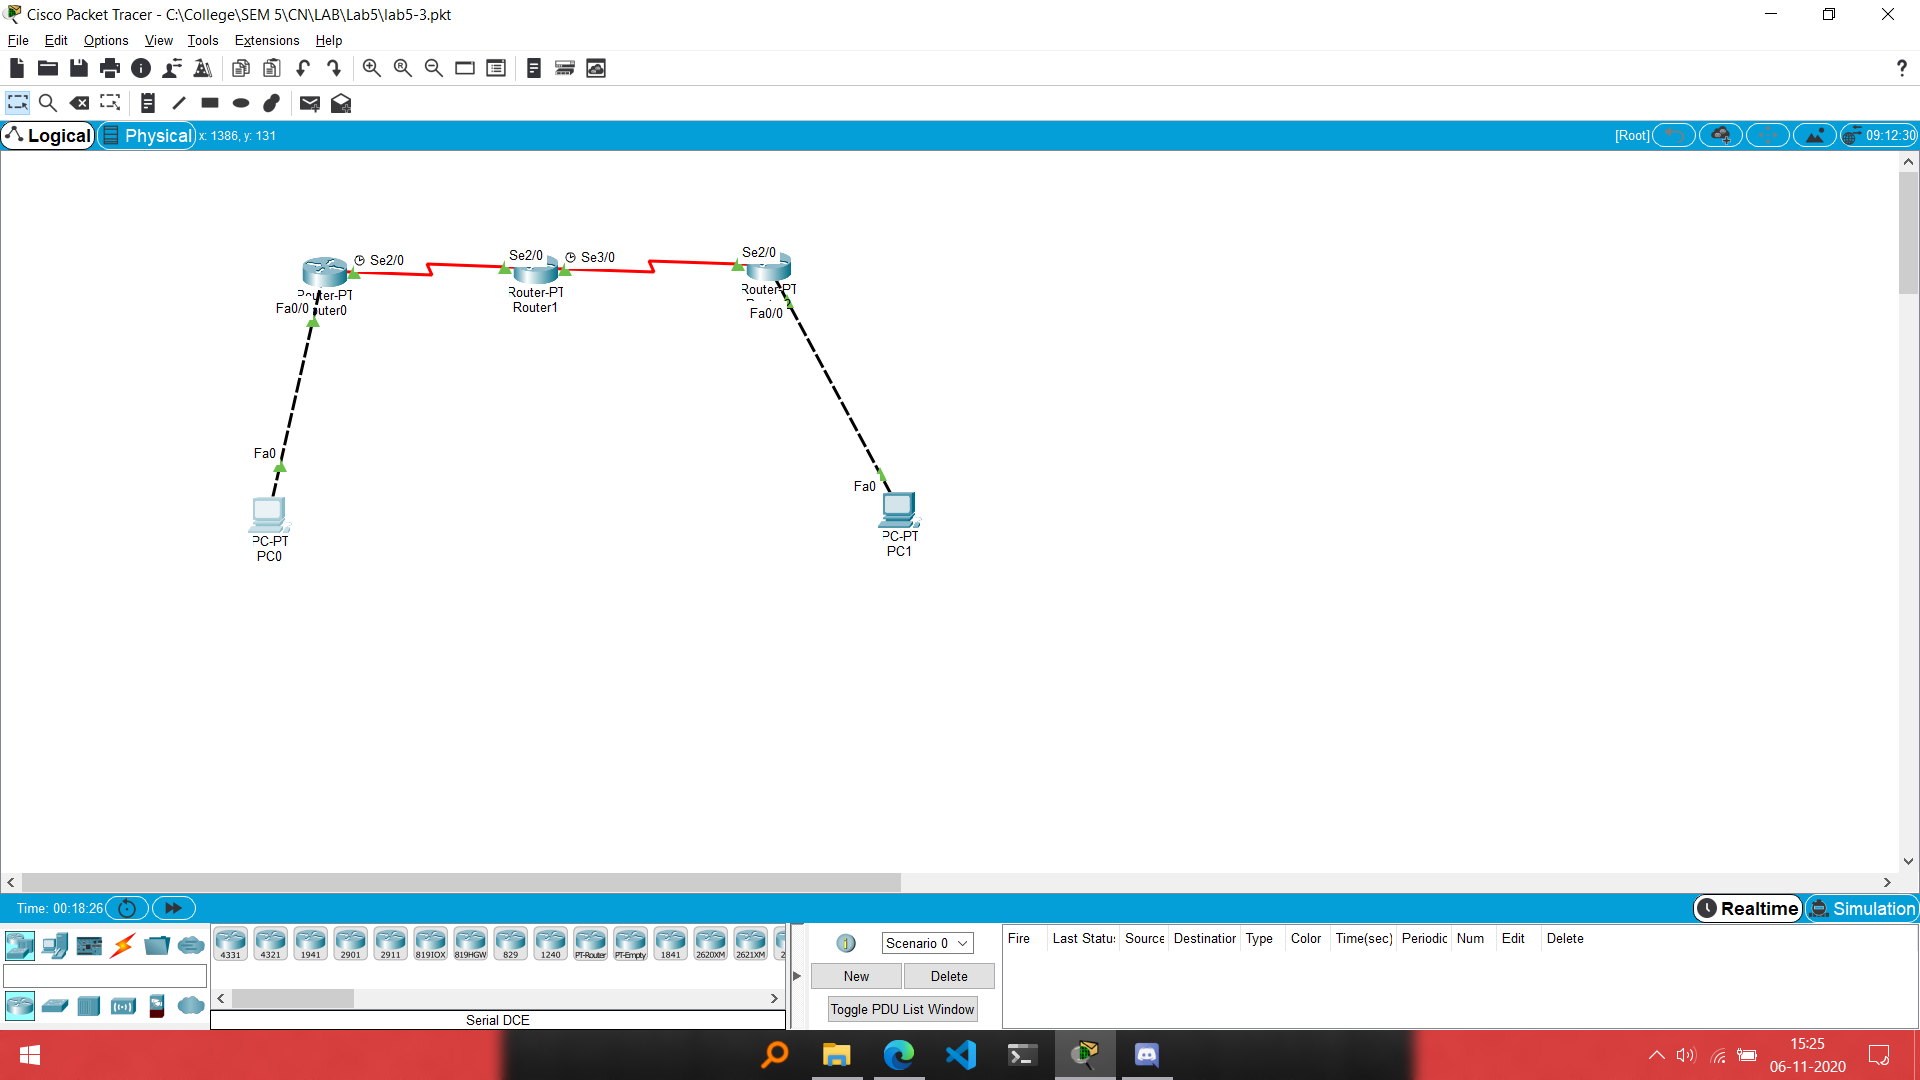 Cisco Packet Tracer - C:\College\SEM 5\CN\LAB\Lab5\lab5-3.pkt
File Edit Options View Tools Extensions Help
?
Logical Physical x: 1386, y: 131
[Root] 09:12:30
Se2/0 Se2/0 Se3/0 Se2/0
Router-PT Router-PT
Router1
Fa0/0
Fa0/0
Fa0
Fa0
PC-PT
PC0
PC-PT
PC1
Time: 00:18:26
Realtime Simulation
4331 4321 1941 2901 2911 819IOX 819HGW 829 1240 PT-Router PT-Empty 1841 2620XM 2621XM
Serial DCE
Scenario 0
New Delete
Toggle PDU List Window
Fire Last Statu Source Destination Type Color Time(sec) Periodic Num Edit Delete
15:25
06-11-2020